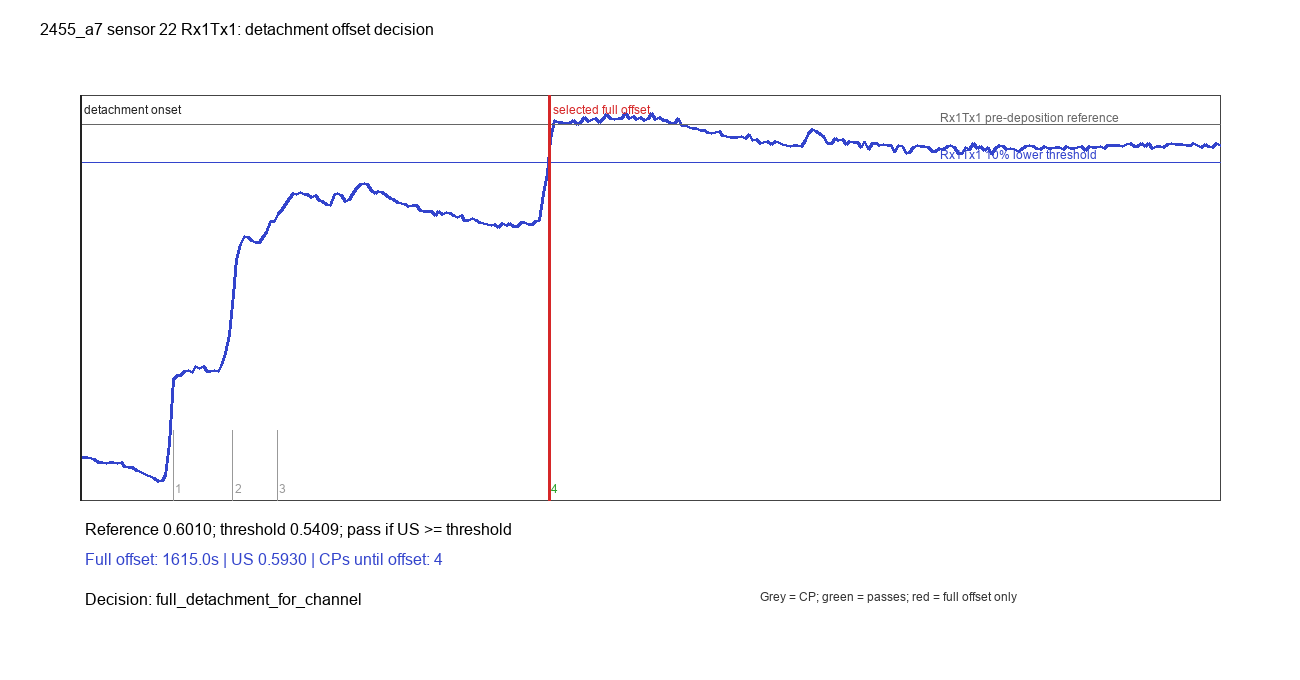 2455_a7 sensor 22 Rx1Tx1: detachment offset decision
detachment onset
selected full offset
Rx1Tx1 pre-deposition reference
Rx1Tx1 10% lower threshold
1
2
3
4
Reference 0.6010; threshold 0.5409; pass if US >= threshold
Full offset: 1615.0s | US 0.5930 | CPs until offset: 4
Decision: full_detachment_for_channel
Grey = CP; green = passes; red = full offset only